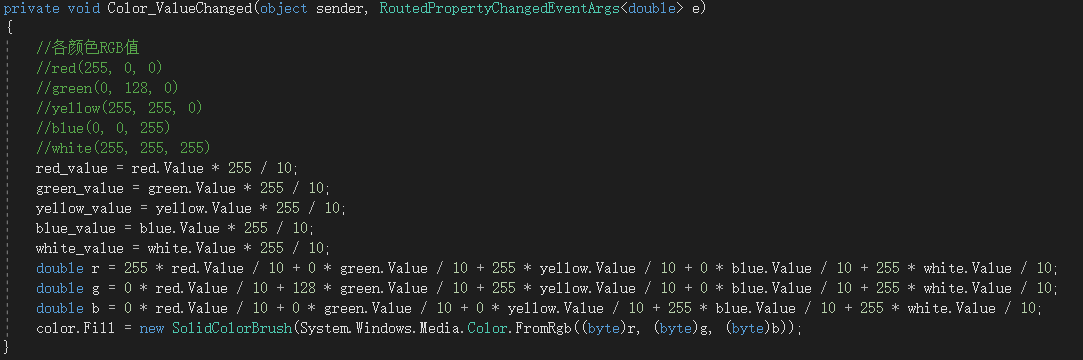 private void Color_ValueChanged(object sender, RoutedPropertyChangedEventArgs<double> e)
{
//各颜色RGB值
//red(255, 0, 0)
//green(0, 128, 0)
//yellow(255, 255, 0)
//blue(0, 0, 255)
//white(255, 255, 255)
red_value = red.Value * 255 / 10;
green_value = green.Value * 255 / 10;
yellow_value = yellow.Value * 255 / 10;
blue_value = blue.Value * 255 / 10;
white_value = white.Value * 255 / 10;
double r = 255 * red.Value / 10 + 0 * green.Value / 10 + 255 * yellow.Value / 10 + 0 * blue.Value / 10 + 255 * white.Value / 10;
double g = 0 * red.Value / 10 + 128 * green.Value / 10 + 255 * yellow.Value / 10 + 0 * blue.Value / 10 + 255 * white.Value / 10;
double b = 0 * red.Value / 10 + 0 * green.Value / 10 + 0 * yellow.Value / 10 + 255 * blue.Value / 10 + 255 * white.Value / 10;
color.Fill = new SolidColorBrush(System.Windows.Media.Color.FromRgb((byte)r, (byte)g, (byte)b));
}